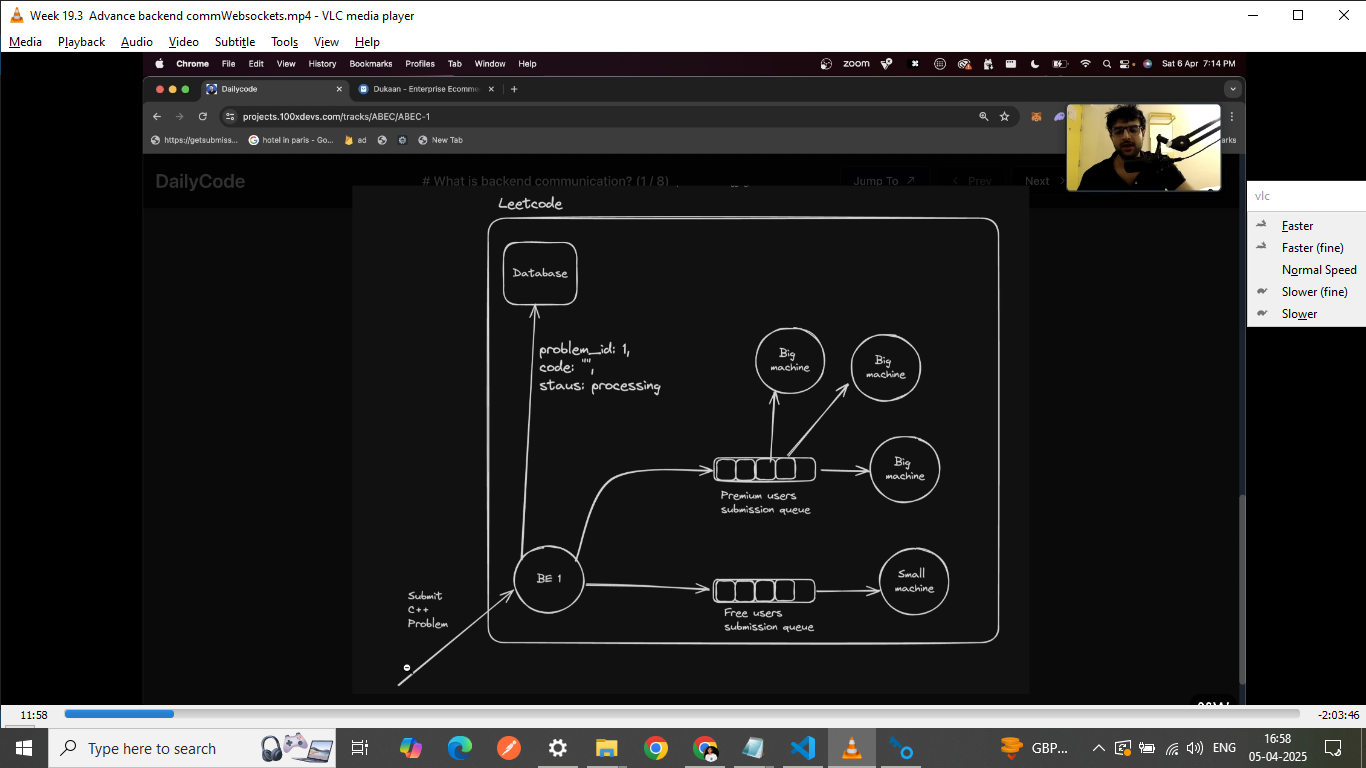 Week 19.3  Advance backend commWebsockets.mp4 - VLC media player
Media Playback Audio Video Subtitle Tools View Help
Chrome File Edit View History Bookmarks Profiles Tab Window Help
zoom
Sat 6 Apr 7:14 PM
Dailycode
Dukaan - Enterprise Ecomme
projects.100xdevs.com/tracks/ABEC/ABEC-1
https://getsubmiss...
hotel in paris - Go...
ad
New Tab
arks
DailyCode
# What is backend communication? (1 / 8)
Jump To
Prev
Next
Leetcode
Database
problem_id: 1,
code: "",
staus: processing
Big
machine
Big
machine
Big
machine
Premium users
submission queue
BE 1
Small
machine
Free users
submission queue
Submit
C++
Problem
vlc
Faster
Faster (fine)
Normal Speed
Slower (fine)
Slower
11:58
-2:03:46
Type here to search
GBP...
ENG
16:58
05-04-2025